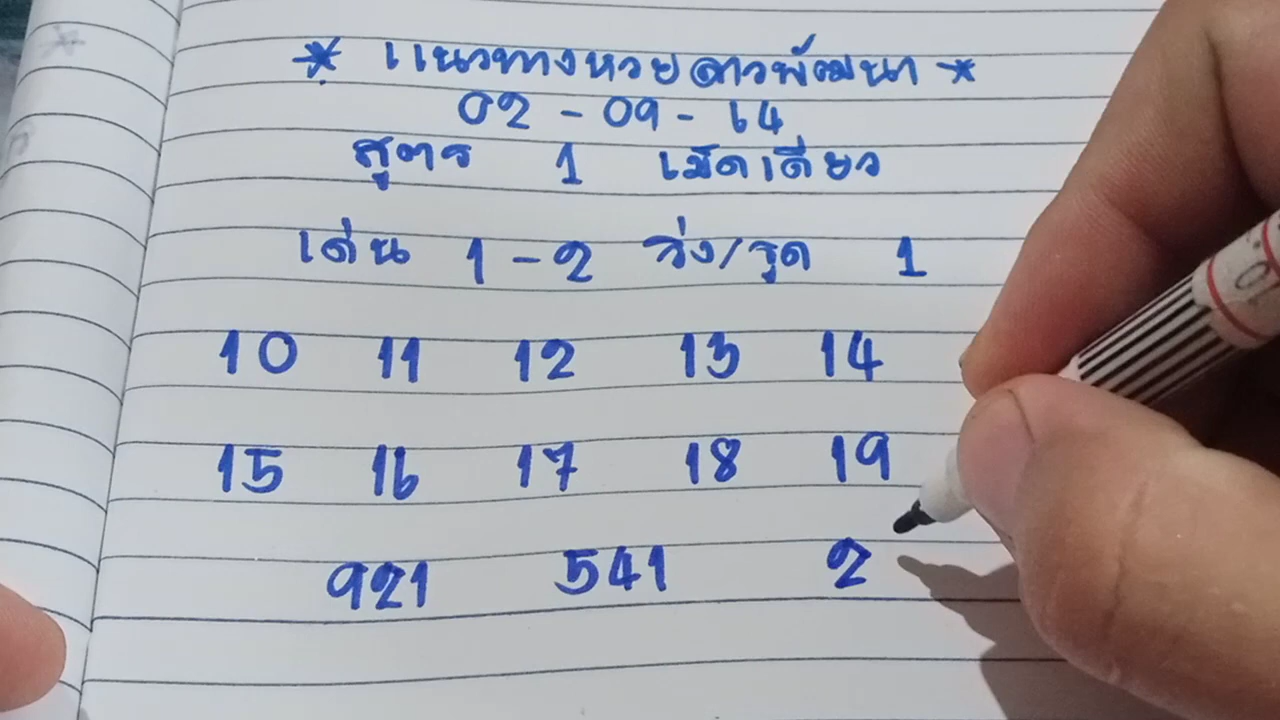 * แนวทางหวยลาวพัฒนา *
02 - 09 - 64
สูตร 1 เม็ดเดียว
เด่น 1 - 2 วิ่ง/รูด 1
10 11 12 13 14
15 16 17 18 19
921 541 2